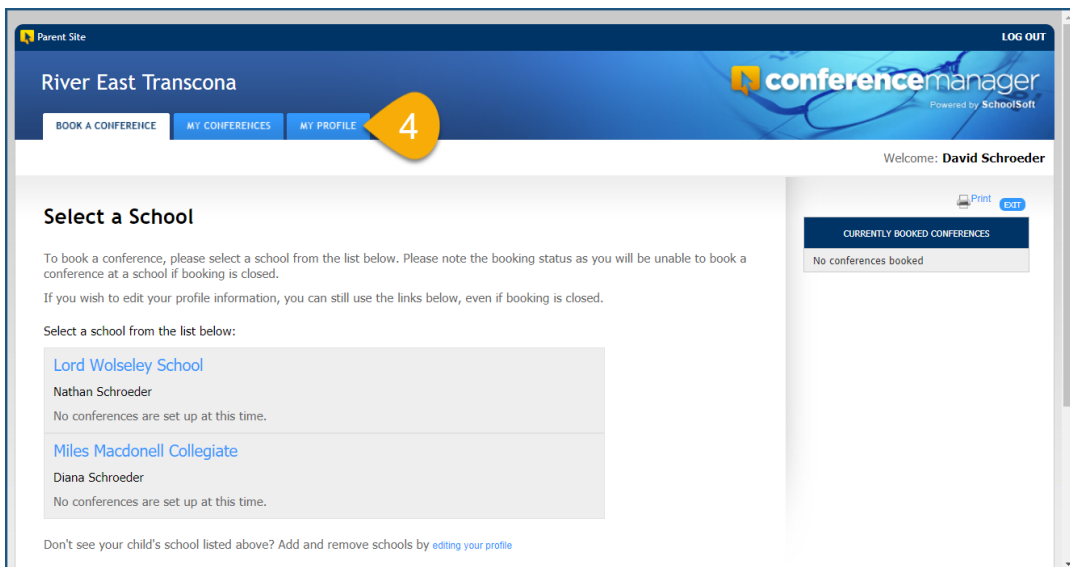 Parent Site
LOG OUT
River East Transcona
conferencemanager
Powered by SchoolSoft
BOOK A CONFERENCE
MY CONFERENCES
MY PROFILE
4
Welcome: David Schroeder
Print
EXIT
Select a School
CURRENTLY BOOKED CONFERENCES
No conferences booked
To book a conference, please select a school from the list below. Please note the booking status as you will be unable to book a
conference at a school if booking is closed.
If you wish to edit your profile information, you can still use the links below, even if booking is closed.
Select a school from the list below:
Lord Wolseley School
Nathan Schroeder
No conferences are set up at this time.
Miles Macdonell Collegiate
Diana Schroeder
No conferences are set up at this time.
Don't see your child's school listed above? Add and remove schools by editing your profile